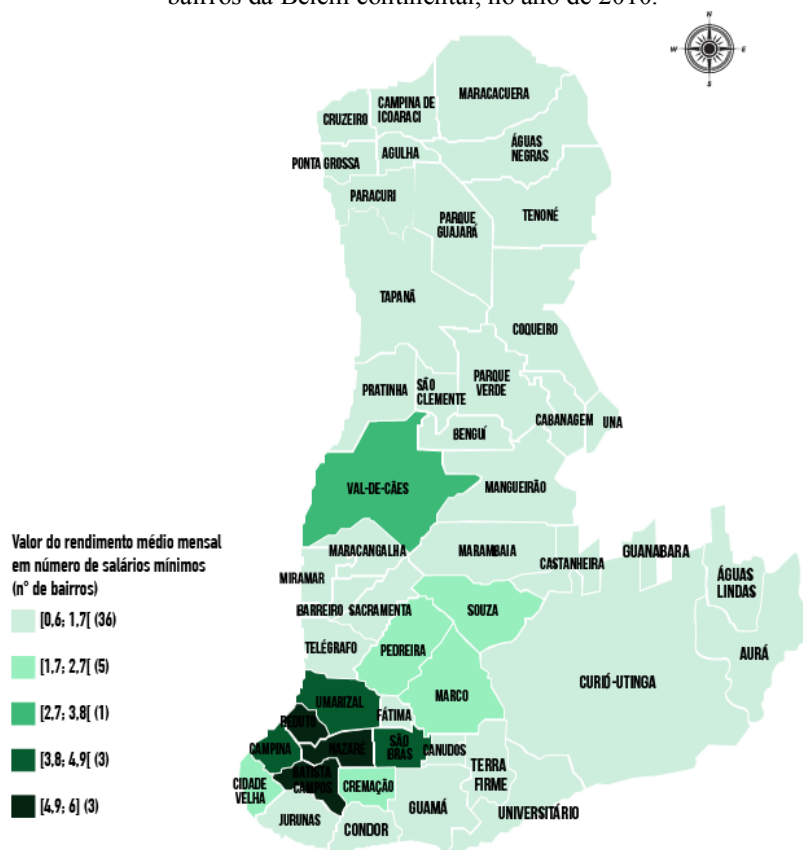 bairros da Belém continental, no ano de 2010.
N
W
E
S
MARACACUERA
CAMPINA DE
ICOARACI
CRUZEIRO
ÁGUAS
NEGRAS
AGULHA
PONTA GROSSA
PARACURI
TENONÉ
PARQUE
GUAJARÁ
TAPANÃ
COQUEIRO
PARQUE
VERDE
PRATINHA
SÃO
CLEMENTE
CABANAGEM
UNA
BENGUÍ
VAL-DE-CÃES
MANGUEIRÃO
MARACANGALHA
MARAMBAIA
CASTANHEIRA
GUANABARA
ÁGUAS
LINDAS
MIRAMAR
BARREIRO
SACRAMENTA
SOUZA
TELÉGRAFO
PEDREIRA
AURÁ
CURIÓ-UTINGA
MARCO
UMARIZAL
FÁTIMA
REDUTO
CAMPINA
NAZARÉ
SÃO
BRAS
CANUDOS
TERRA
FIRME
BATISTA
CAMPOS
CIDADE
VELHA
CREMAÇÃO
GUAMÁ
UNIVERSITÁRIO
JURUNAS
CONDOR
Valor do rendimento médio mensal
em número de salários mínimos
(n° de bairros)
[0,6; 1,7[ (36)
[1,7; 2,7[ (5)
[2,7; 3,8[ (1)
[3,8; 4,9[ (3)
[4,9; 6] (3)